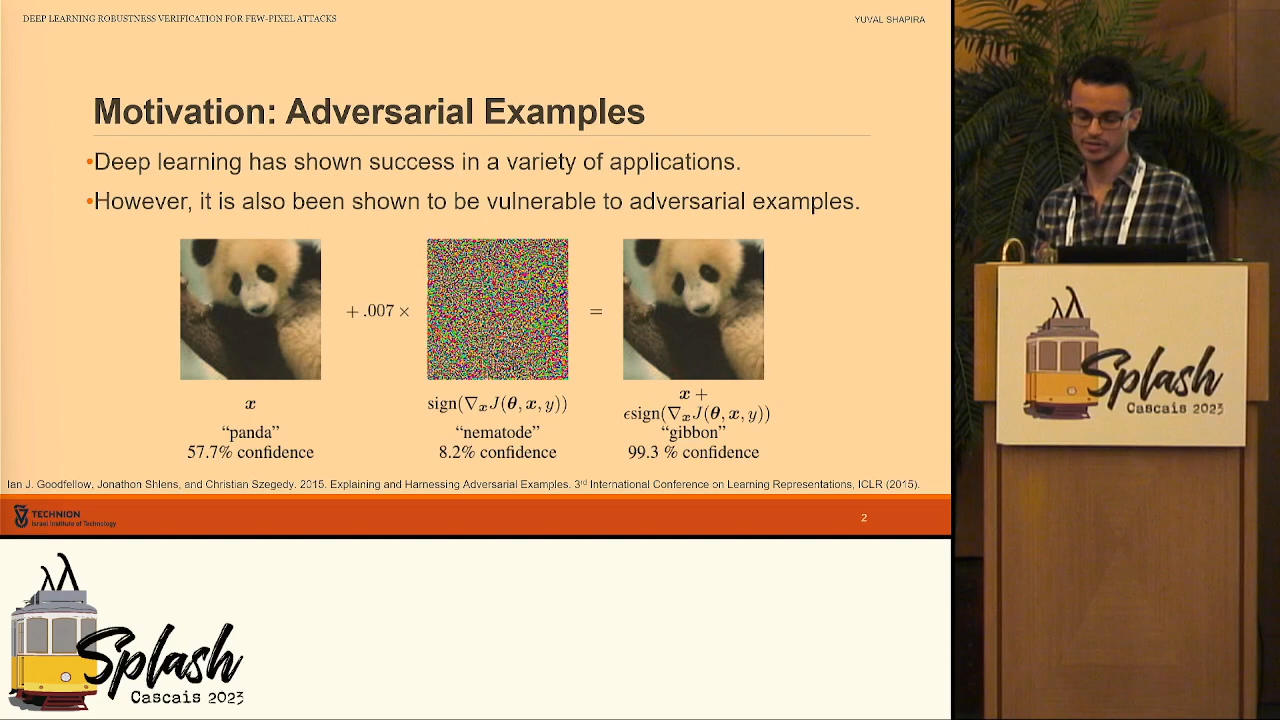 DEEP LEARNING ROBUSTNESS VERIFICATION FOR FEW-PIXEL ATTACKS
YUVAL SHAPIRA
Motivation: Adversarial Examples
•Deep learning has shown success in a variety of applications.
•However, it is also been shown to be vulnerable to adversarial examples.
+ .007 ×
=
x
sign(∇ₓJ(θ, x, y))
x +
ϵsign(∇ₓJ(θ, x, y))
“panda”
“nematode”
“gibbon”
57.7% confidence
8.2% confidence
99.3 % confidence
Ian J. Goodfellow, Jonathon Shlens, and Christian Szegedy. 2015. Explaining and Harnessing Adversarial Examples. 3rd International Conference on Learning Representations, ICLR (2015).
TECHNION
Israel Institute of Technology
2
Splash
Cascais 2023
Splash
Cascais 2023